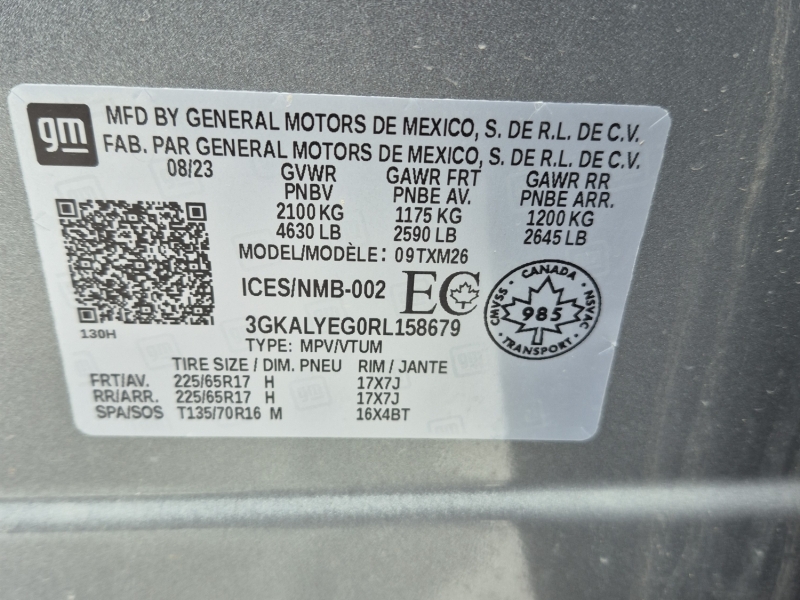 gm
MFD BY GENERAL MOTORS DE MEXICO, S. DE R.L. DE C.V.
FAB. PAR GENERAL MOTORS DE MEXICO, S. DE R.L. DE C.V.
08/23 GVWR GAWR FRT GAWR RR
PNBV PNBE AV. PNBE ARR.
2100 KG 1175 KG 1200 KG
4630 LB 2590 LB 2645 LB
MODEL/MODÈLE: 09TXM26
ICES/NMB-002 EC
CANADA
CMVSS 985 NSVAC
TRANSPORT
130H
3GKALYEG0RL158679
TYPE: MPV/VTUM
TIRE SIZE / DIM. PNEU RIM / JANTE
FRT/AV. 225/65R17 H 17X7J
RR/ARR. 225/65R17 H 17X7J
SPA/SOS T135/70R16 M 16X4BT